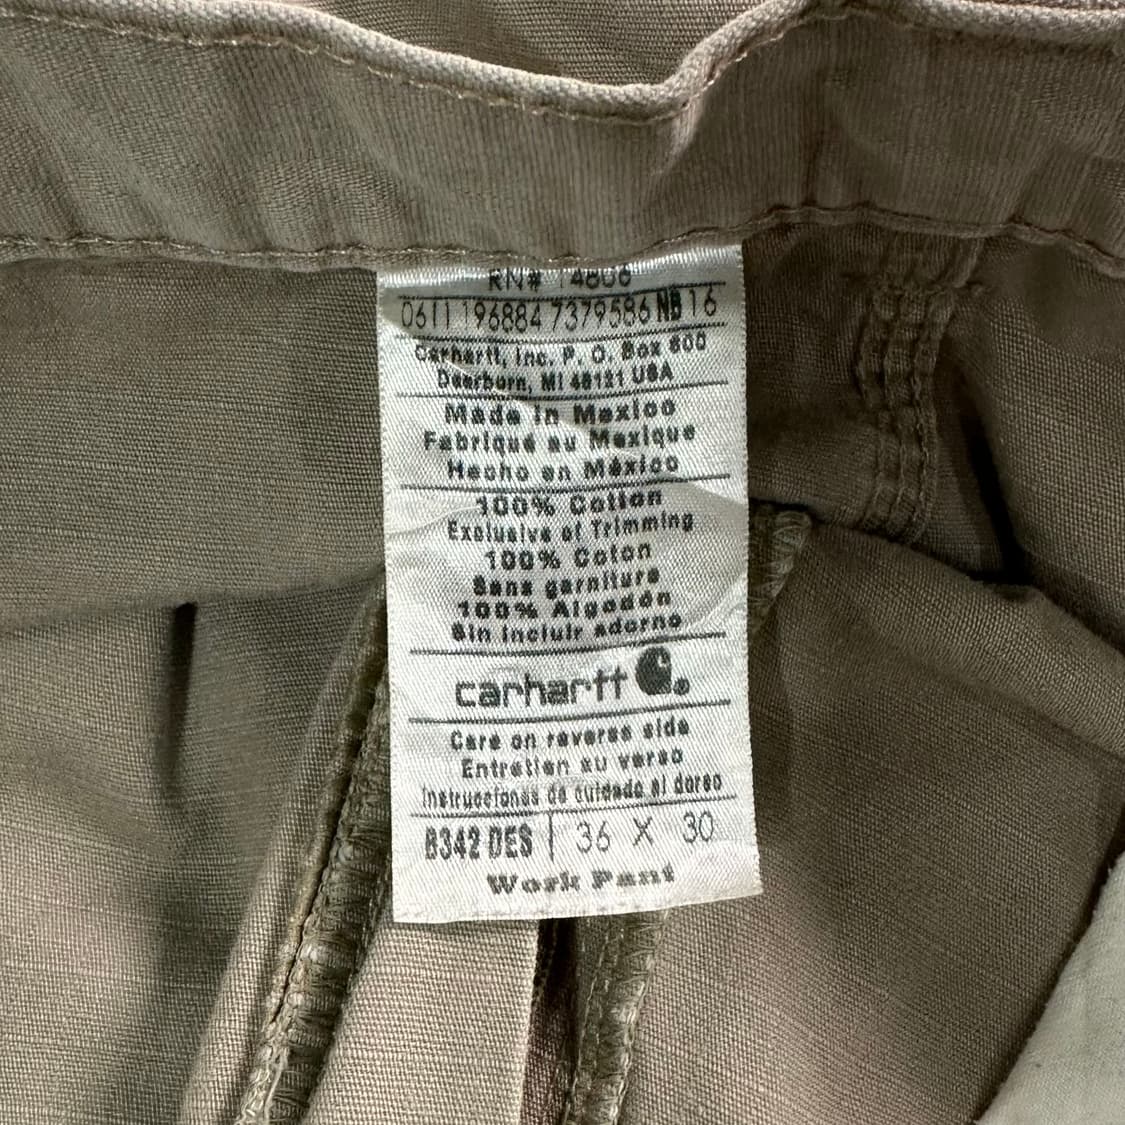 RN# 14806
0611 196884 7379586 NB 16
Carhartt, Inc. P. O. Box 600
Dearborn, MI 48121 USA
Made in Mexico
Fabriqué au Mexique
Hecho en México
100% Cotton
Exclusive of Trimming
100% Coton
Sans garniture
100% Algodón
Sin incluir adorno
carhartt ®
Care on reverse side
Entretien au verso
Instrucciones de cuidado al dorso
B342 DES | 36 X 30
Work Pant